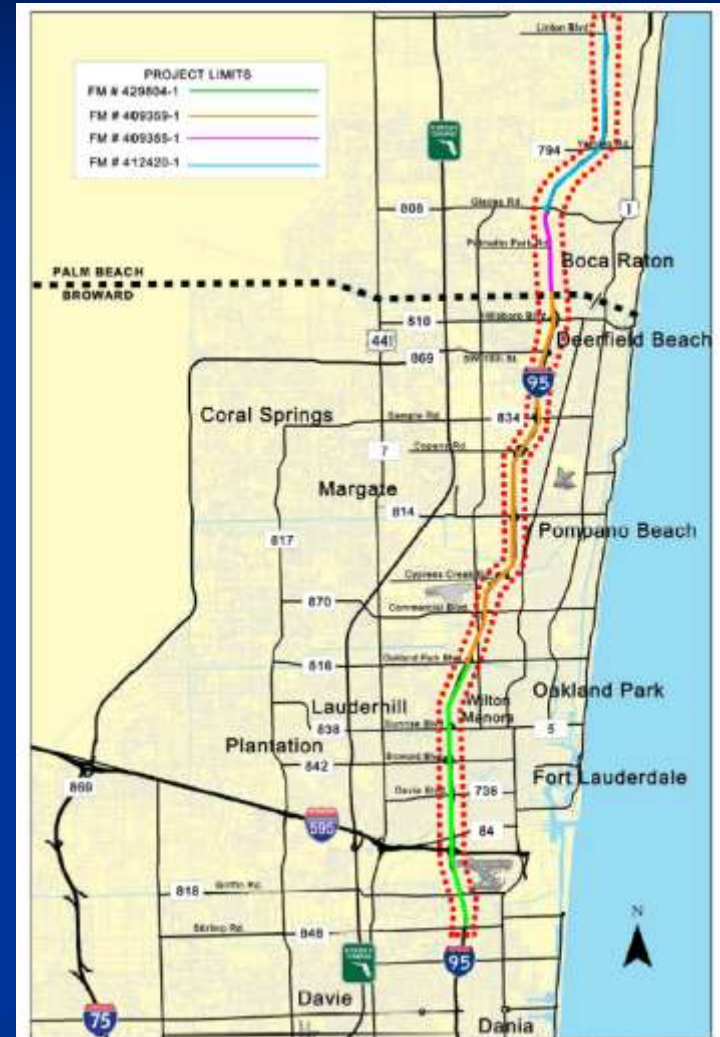 Linton Blvd
PROJECT LIMITS
FM # 429804-1
FM # 409359-1
FM # 409355-1
FM # 412420-1
794
Yamato Rd
808
Glades Rd.
1
Palmetto Park Rd
Boca Raton
PALM BEACH
BROWARD
810
Hillsboro Blvd
441
Deerfield Beach
869
SW 10th St.
95
Coral Springs
Sample Rd
834
7
Copans Rd.
Margate
814
817
Pompano Beach
Cypress Creek Rd
870
Commercial Blvd
816
Oakland Park Blvd
Oakland Park
Lauderhill
Wilton
Manors
838
Sunrise Blvd
5
Plantation
842
Broward Blvd
Fort Lauderdale
869
Davie Blvd
736
595
84
818
Griffin Rd.
Stirling Rd.
848
N
95
Davie
75
Dania